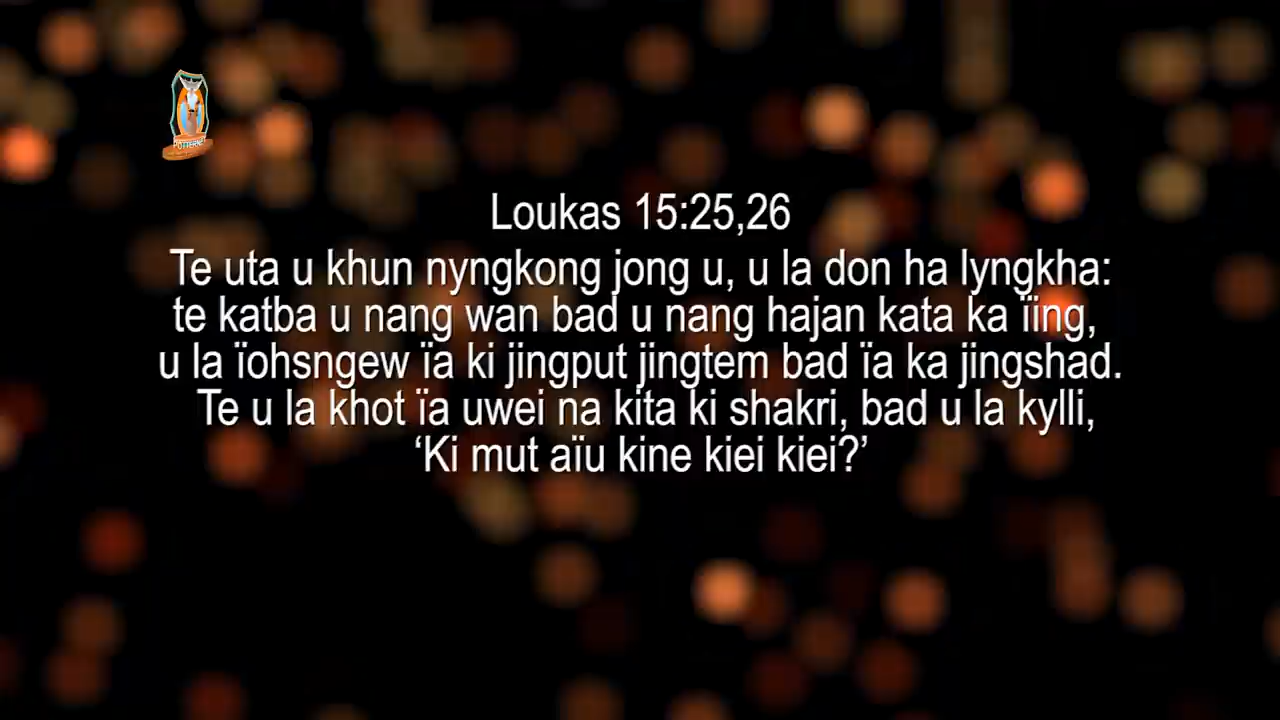 POTTERNET
Loukas 15:25,26
Te uta u khun nyngkong jong u, u la don ha lyngkha:
te katba u nang wan bad u nang hajan kata ka ïing,
u la ïohsngew ïa ki jingput jingtem bad ïa ka jingshad.
Te u la khot ïa uwei na kita ki shakri, bad u la kylli,
‘Ki mut aïu kine kiei kiei?’